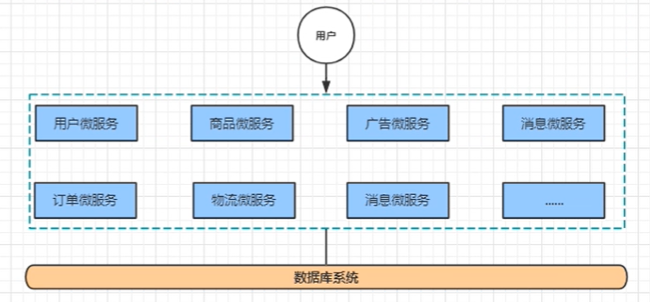 用户
用户微服务
商品微服务
广告微服务
消息微服务
订单微服务
物流微服务
消息微服务
......
数据库系统